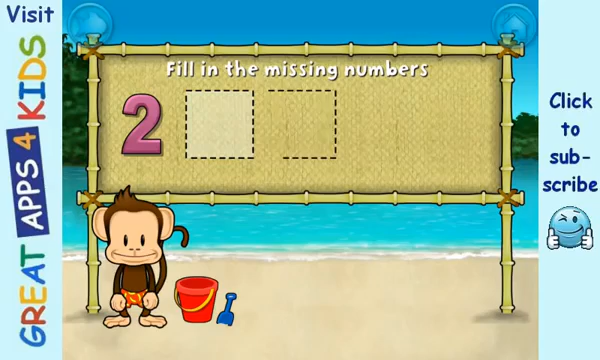 Visit
GREAT APPS 4 KIDS
Fill in the missing numbers
2
Click
to
sub-
scribe